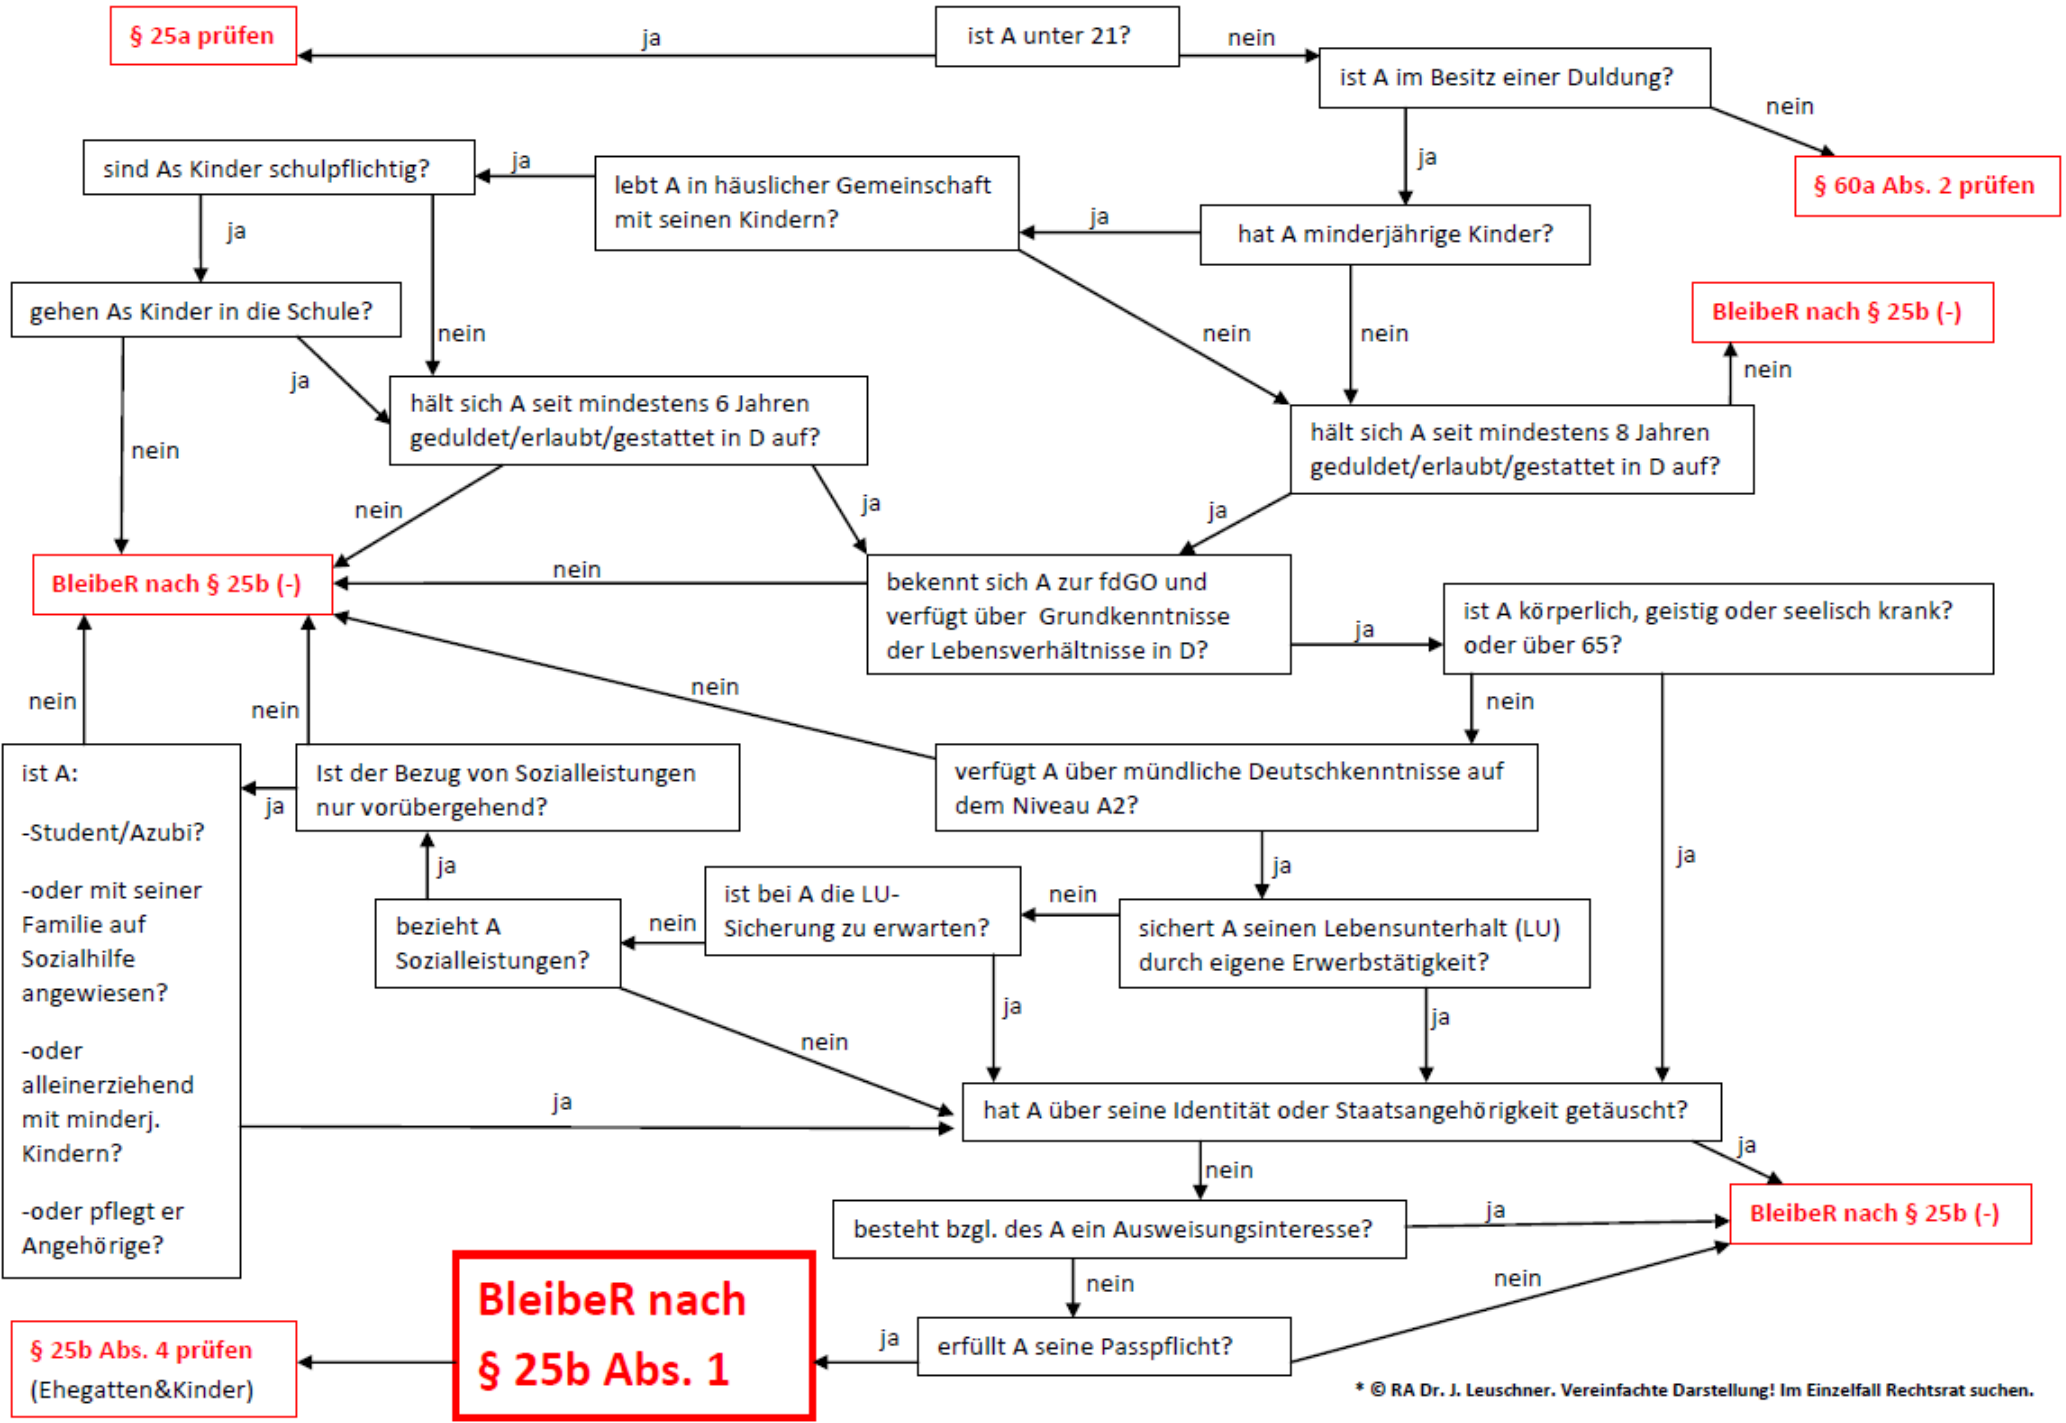 § 25a prüfen
ja
ist A unter 21?
nein
ist A im Besitz einer Duldung?
nein
ja
§ 60a Abs. 2 prüfen
sind As Kinder schulpflichtig?
ja
lebt A in häuslicher Gemeinschaft
mit seinen Kindern?
ja
hat A minderjährige Kinder?
ja
nein
gehen As Kinder in die Schule?
ja
nein
nein
nein
BleibeR nach § 25b (-)
nein
hält sich A seit mindestens 6 Jahren
geduldet/erlaubt/gestattet in D auf?
hält sich A seit mindestens 8 Jahren
geduldet/erlaubt/gestattet in D auf?
nein
ja
ja
BleibeR nach § 25b (-)
nein
bekennt sich A zur fdGO und
verfügt über  Grundkenntnisse
der Lebensverhältnisse in D?
ja
ist A körperlich, geistig oder seelisch krank?
oder über 65?
nein
nein
nein
nein
ja
ist A:
-Student/Azubi?
-oder mit seiner
Familie auf
Sozialhilfe
angewiesen?
-oder
alleinerziehend
mit minderj.
Kindern?
-oder pflegt er
Angehörige?
ja
Ist der Bezug von Sozialleistungen
nur vorübergehend?
verfügt A über mündliche Deutschkenntnisse auf
dem Niveau A2?
ja
ja
bezieht A
Sozialleistungen?
nein
ist bei A die LU-
Sicherung zu erwarten?
nein
sichert A seinen Lebensunterhalt (LU)
durch eigene Erwerbstätigkeit?
nein
ja
ja
ja
hat A über seine Identität oder Staatsangehörigkeit getäuscht?
nein
ja
besteht bzgl. des A ein Ausweisungsinteresse?
ja
BleibeR nach § 25b (-)
nein
nein
erfüllt A seine Passpflicht?
ja
BleibeR nach
§ 25b Abs. 1
§ 25b Abs. 4 prüfen
(Ehegatten&Kinder)
* © RA Dr. J. Leuschner. Vereinfachte Darstellung! Im Einzelfall Rechtsrat suchen.